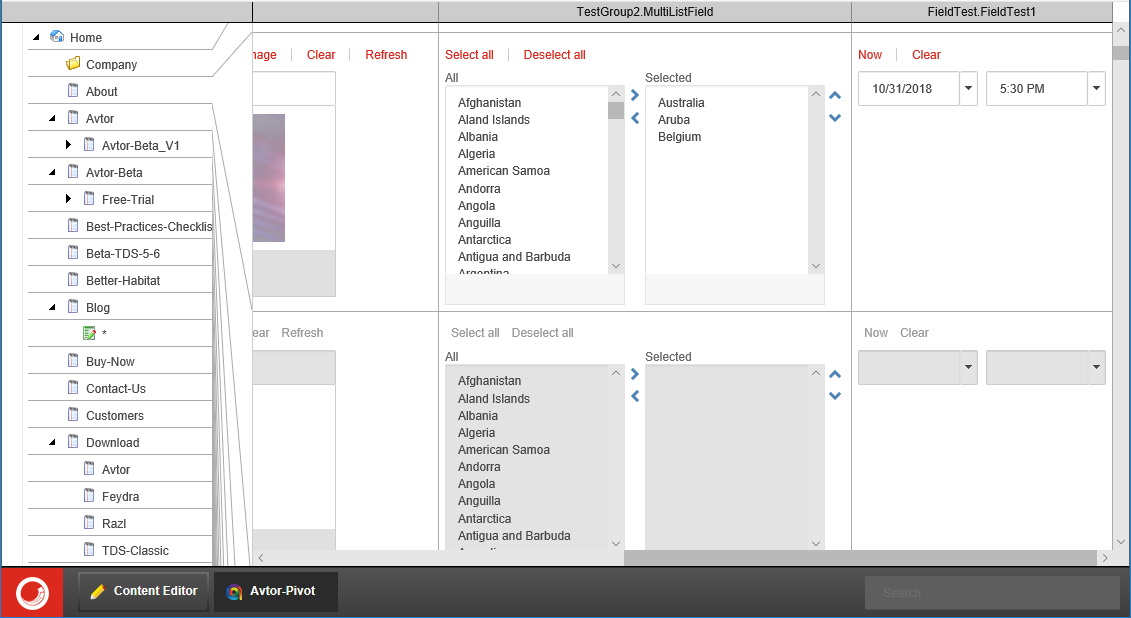 TestGroup2.MultiListField
FieldTest.FieldTest1
Home
Company
About
Avtor
Avtor-Beta_V1
Avtor-Beta
Free-Trial
Best-Practices-Checklis
Beta-TDS-5-6
Better-Habitat
Blog
*
Buy-Now
Contact-Us
Customers
Download
Avtor
Feydra
Razl
TDS-Classic
nage
Clear
Refresh
Select all
Deselect all
All
Afghanistan
Aland Islands
Albania
Algeria
American Samoa
Andorra
Angola
Anguilla
Antarctica
Antigua and Barbuda
Argentina
Selected
Australia
Aruba
Belgium
Now
Clear
10/31/2018
5:30 PM
ear
Refresh
Select all
Deselect all
All
Afghanistan
Aland Islands
Albania
Algeria
American Samoa
Andorra
Angola
Anguilla
Antarctica
Antigua and Barbuda
Selected
Now
Clear
Content Editor
Avtor-Pivot
Search